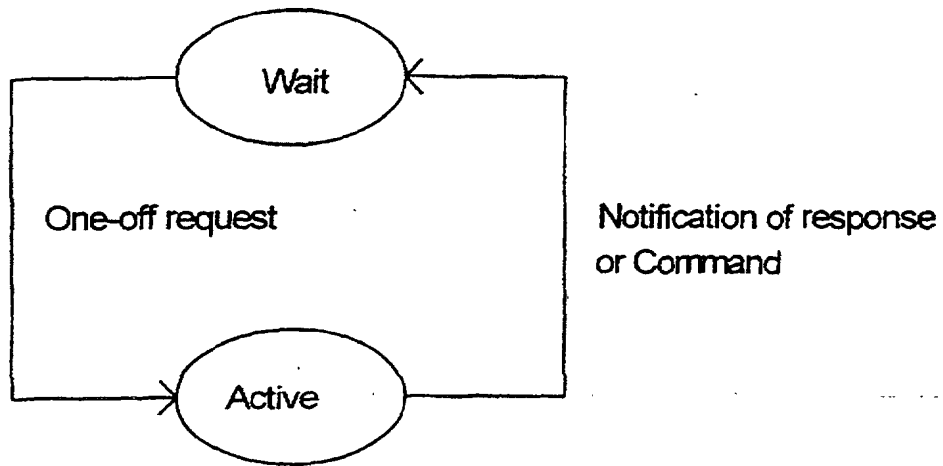 Wait
One-off request
Notification of response
or Command
Active